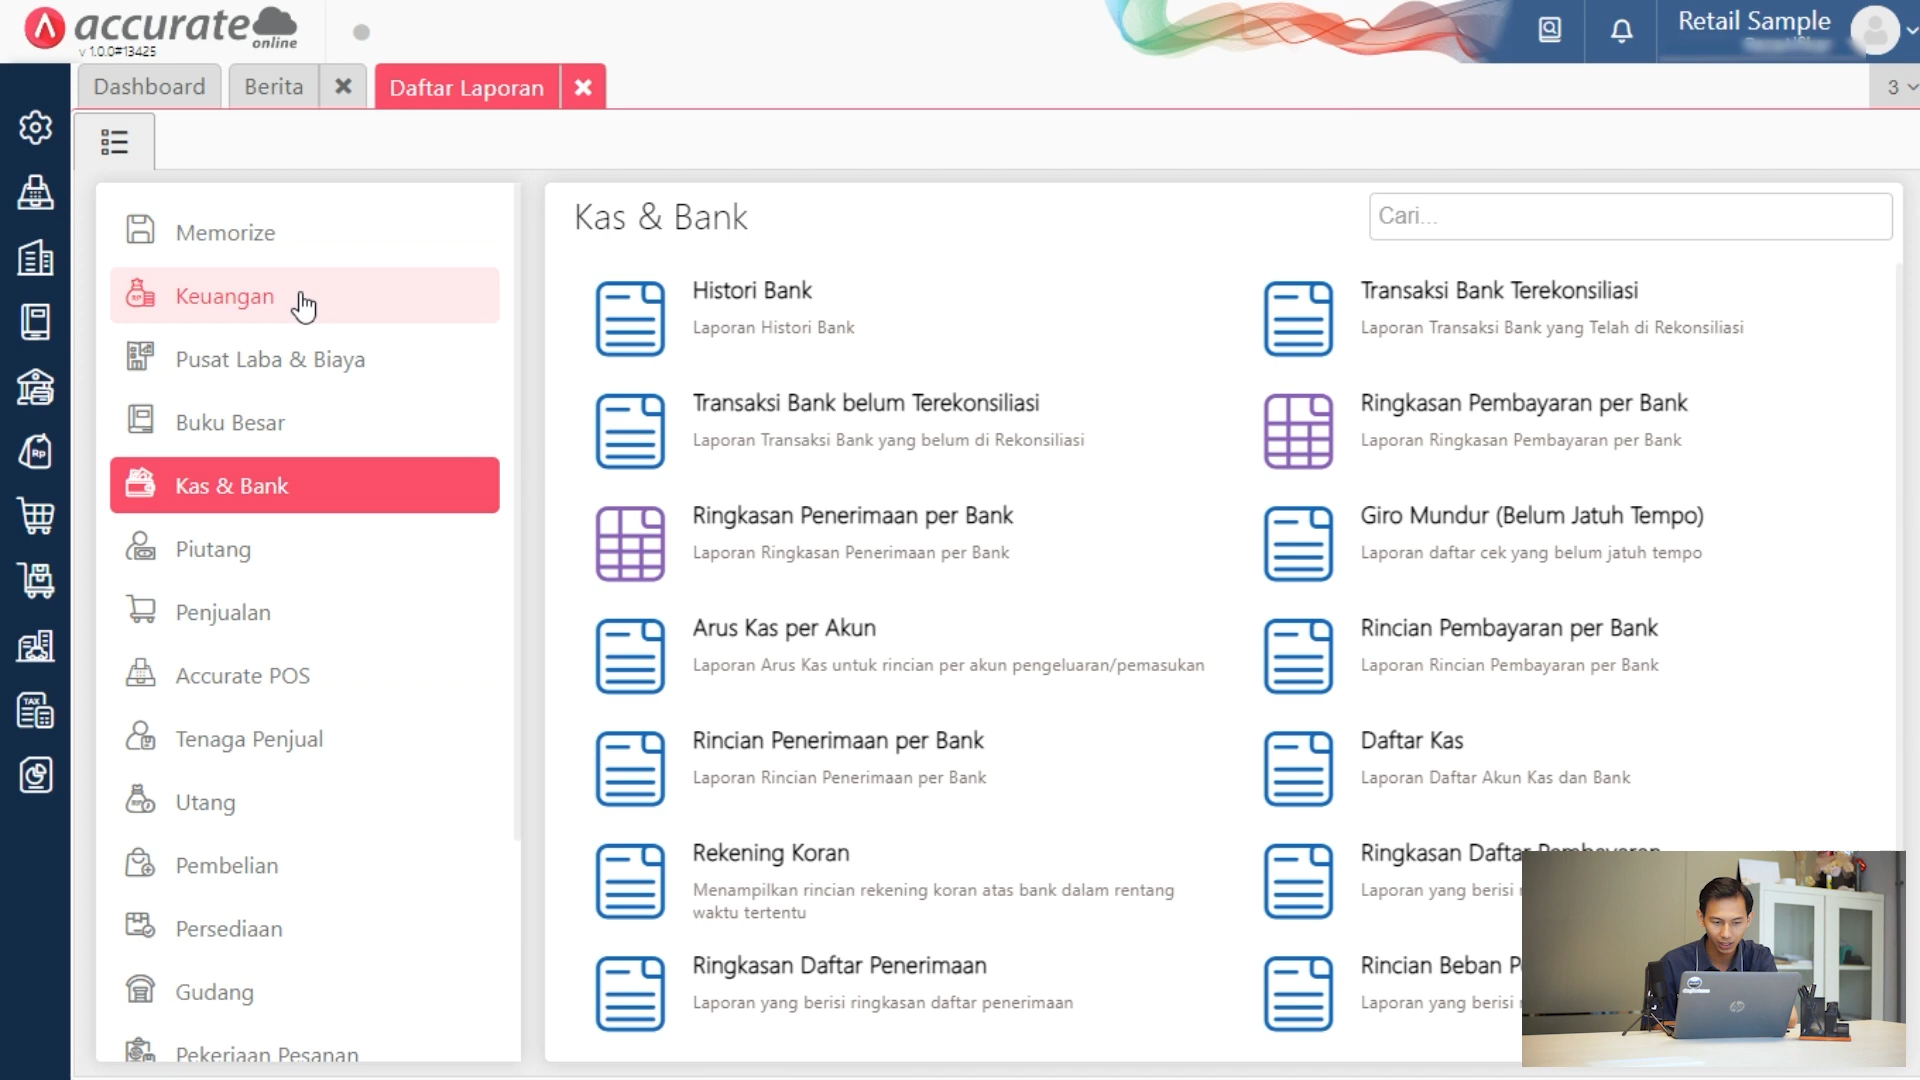 accurate
online
v 1.0.0#13425
Retail Sample
Dashboard
Berita
Daftar Laporan
3
Memorize
Keuangan
Pusat Laba & Biaya
Buku Besar
Kas & Bank
Piutang
Penjualan
Accurate POS
Tenaga Penjual
Utang
Pembelian
Persediaan
Gudang
Pekerjaan Pesanan
Kas & Bank
Cari...
Histori Bank
Laporan Histori Bank
Transaksi Bank Terekonsiliasi
Laporan Transaksi Bank yang Telah di Rekonsiliasi
Transaksi Bank belum Terekonsiliasi
Laporan Transaksi Bank yang belum di Rekonsiliasi
Ringkasan Pembayaran per Bank
Laporan Ringkasan Pembayaran per Bank
Ringkasan Penerimaan per Bank
Laporan Ringkasan Penerimaan per Bank
Giro Mundur (Belum Jatuh Tempo)
Laporan daftar cek yang belum jatuh tempo
Arus Kas per Akun
Laporan Arus Kas untuk rincian per akun pengeluaran/pemasukan
Rincian Pembayaran per Bank
Laporan Rincian Pembayaran per Bank
Rincian Penerimaan per Bank
Laporan Rincian Penerimaan per Bank
Daftar Kas
Laporan Daftar Akun Kas dan Bank
Rekening Koran
Menampilkan rincian rekening koran atas bank dalam rentang
waktu tertentu
Ringkasan Daftar Pembayaran
Laporan yang berisi
Ringkasan Daftar Penerimaan
Laporan yang berisi ringkasan daftar penerimaan
Rincian Beban
Laporan yang berisi